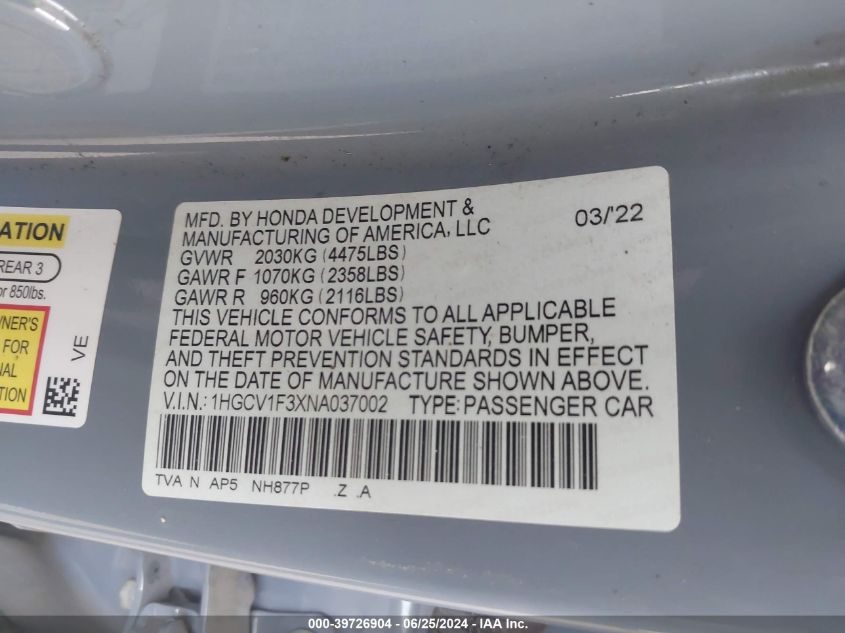 MFD. BY HONDA DEVELOPMENT &
MANUFACTURING OF AMERICA, LLC 03/'22
GVWR 2030KG (4475LBS)
GAWR F 1070KG (2358LBS)
GAWR R 960KG (2116LBS)
THIS VEHICLE CONFORMS TO ALL APPLICABLE
FEDERAL MOTOR VEHICLE SAFETY, BUMPER,
AND THEFT PREVENTION STANDARDS IN EFFECT
ON THE DATE OF MANUFACTURE SHOWN ABOVE.
V.I.N.: 1HGCV1F3XNA037002 TYPE:PASSENGER CAR
TVA N AP5 NH877P .Z .A
REAR 3
850lbs.
FOR
VE
000-39726904 - 06/25/2024 - IAA Inc.